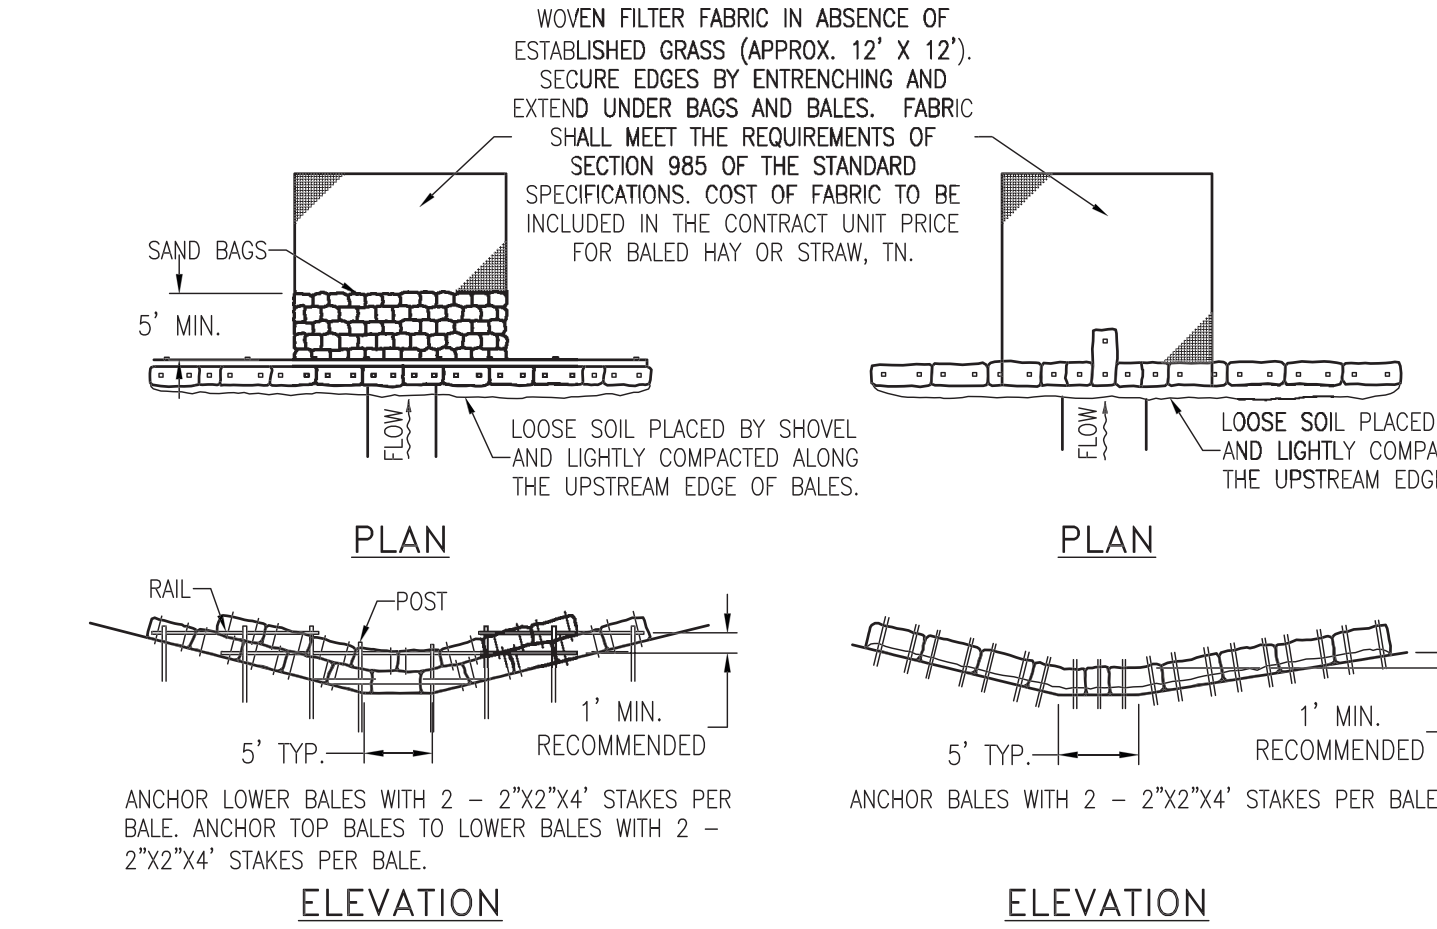 WOVEN FILTER FABRIC IN ABSENCE OF
ESTABLISHED GRASS (APPROX. 12' X 12').
SECURE EDGES BY ENTRENCHING AND
EXTEND UNDER BAGS AND BALES. FABRIC
SHALL MEET THE REQUIREMENTS OF
SECTION 985 OF THE STANDARD
SPECIFICATIONS. COST OF FABRIC TO BE
INCLUDED IN THE CONTRACT UNIT PRICE
FOR BALED HAY OR STRAW, TN.
SAND BAGS
5' MIN.
FLOW
LOOSE SOIL PLACED BY SHOVEL
AND LIGHTLY COMPACTED ALONG
THE UPSTREAM EDGE OF BALES.
FLOW
LOOSE SOIL PLACED
AND LIGHTLY COMPA
THE UPSTREAM EDG
PLAN
PLAN
RAIL
POST
1' MIN.
RECOMMENDED
5' TYP.
1' MIN.
RECOMMENDED
5' TYP.
ANCHOR LOWER BALES WITH 2 – 2"X2"X4' STAKES PER
BALE. ANCHOR TOP BALES TO LOWER BALES WITH 2 –
2"X2"X4' STAKES PER BALE.
ANCHOR BALES WITH 2 – 2"X2"X4' STAKES PER BALE
ELEVATION
ELEVATION